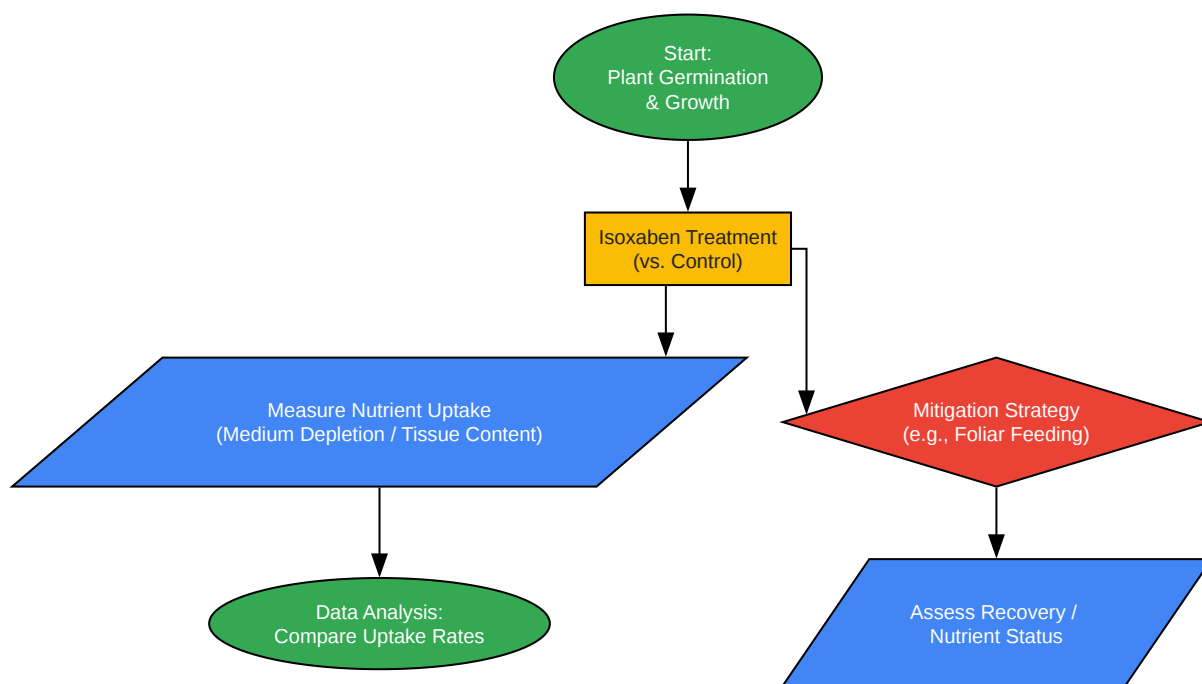 Start:
Plant Germination
& Growth
Isoxaben Treatment
(vs. Control)
Measure Nutrient Uptake
(Medium Depletion / Tissue Content)
Mitigation Strategy
(e.g., Foliar Feeding)
Data Analysis:
Compare Uptake Rates
Assess Recovery /
Nutrient Status